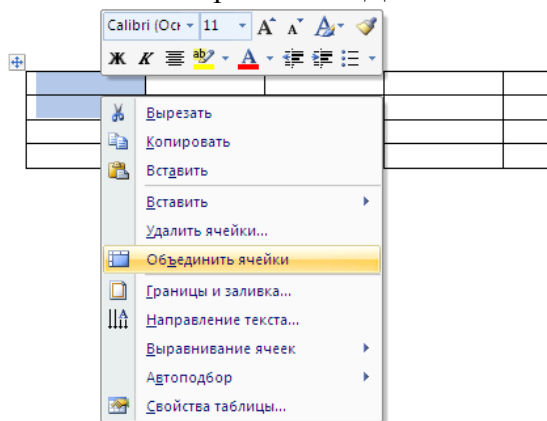 Calibri (Осн 11 A A A
Ж К ab A
Вырезать
Копировать
Вставить
Вставить
Удалить ячейки...
Объединить ячейки
Границы и заливка...
Направление текста...
Выравнивание ячеек
Автоподбор
Свойства таблицы...